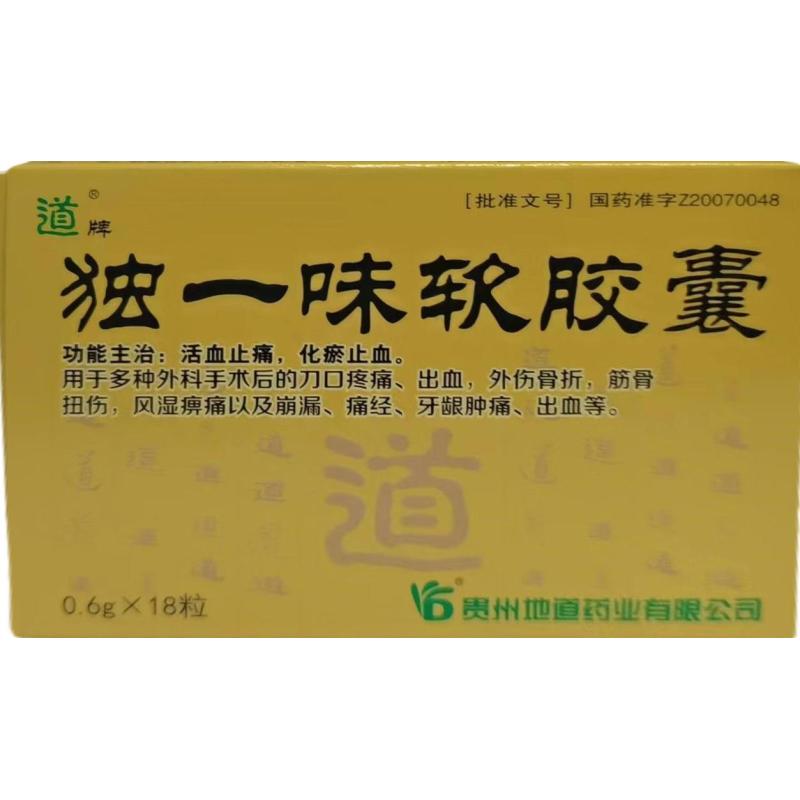 道®牌
[批准文号] 国药准字Z20070048
独一味软胶囊
功能主治：活血止痛，化瘀止血。
用于多种外科手术后的刀口疼痛、出血，外伤骨折，筋骨
扭伤，风湿痹痛以及崩漏、痛经、牙龈肿痛、出血等。
道
0.6g×18粒
® 贵州地道药业有限公司